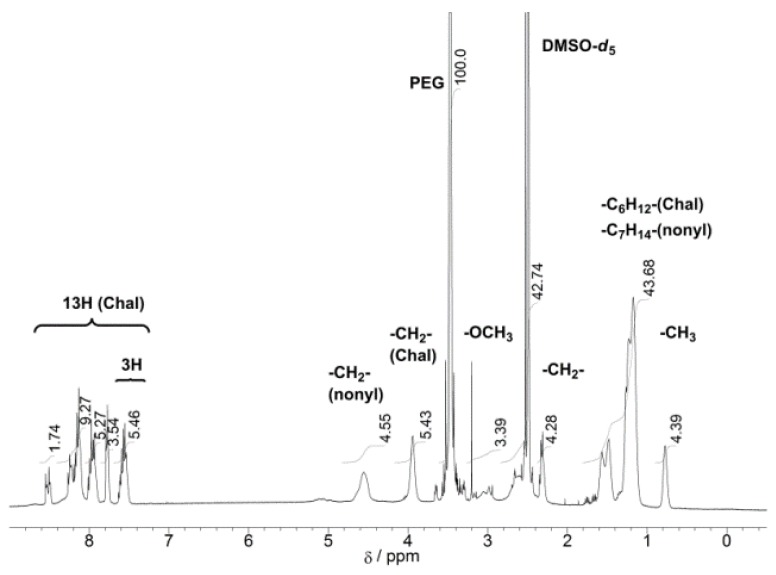 PEG
100.0
DMSO-d5
-C6H12-(Chal)
-C7H14-(nonyl)
43.68
42.74
13H (Chal)
-CH2-
(Chal)
-OCH3
-CH3
3H
-CH2-
(nonyl)
-CH2-
1.74
9.27
5.27
3.54
5.46
4.55
5.43
3.39
4.28
4.39
8 7 6 5 4 3 2 1 0
δ / ppm